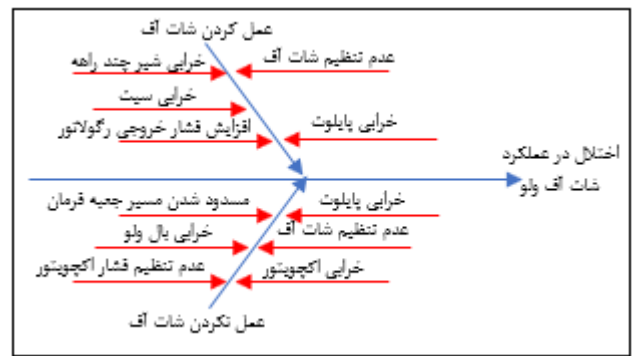 عمل کردن شات آف
عدم تنظیم شات آف
خرابی شیر چند راهه
خرابی سیت
خرابی پایلوت
افزایش فشار خروجی رگولاتور
اختلال در عملکرد
شات آف ولو
خرابی پایلوت
مسدود شدن مسیر جعبه فرمان
عدم تنظیم شات آف
خرابی بال ولو
خرابی اکچویتور
عدم تنظیم فشار اکچویتور
عمل نکردن شات آف